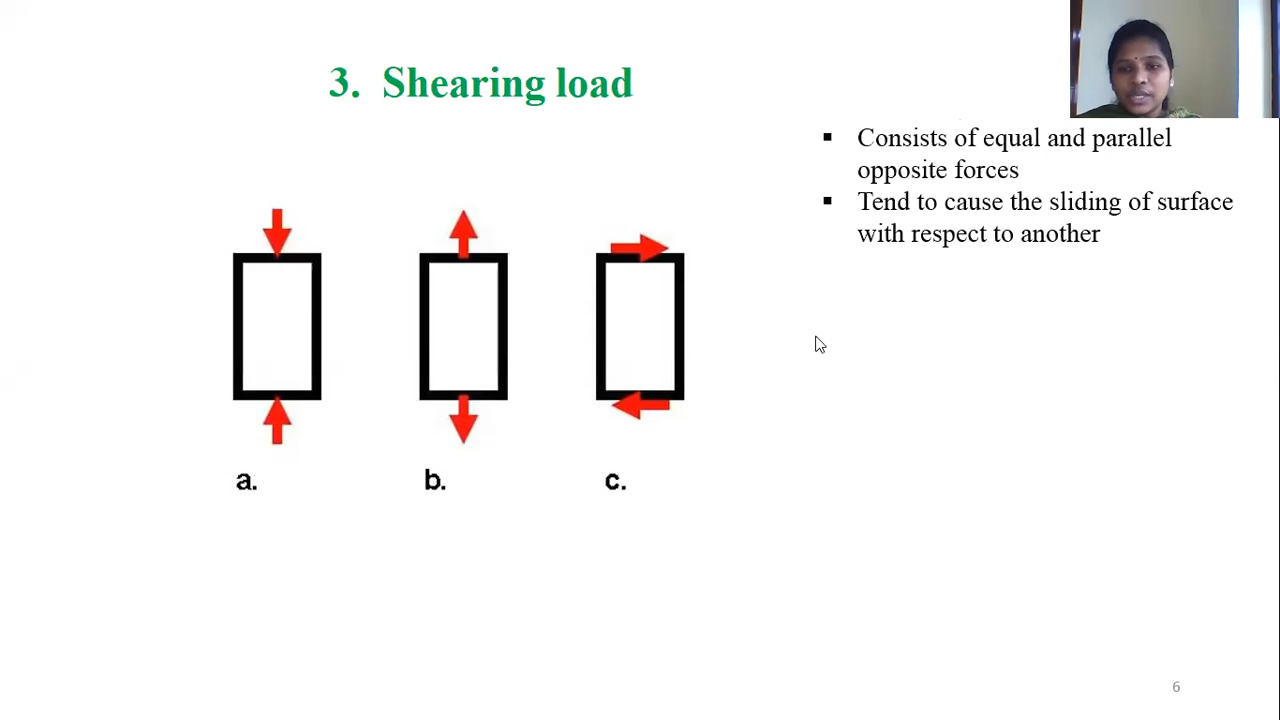 3. Shearing load
▪ Consists of equal and parallel
opposite forces
▪ Tend to cause the sliding of surface
with respect to another
a.
b.
c.
6